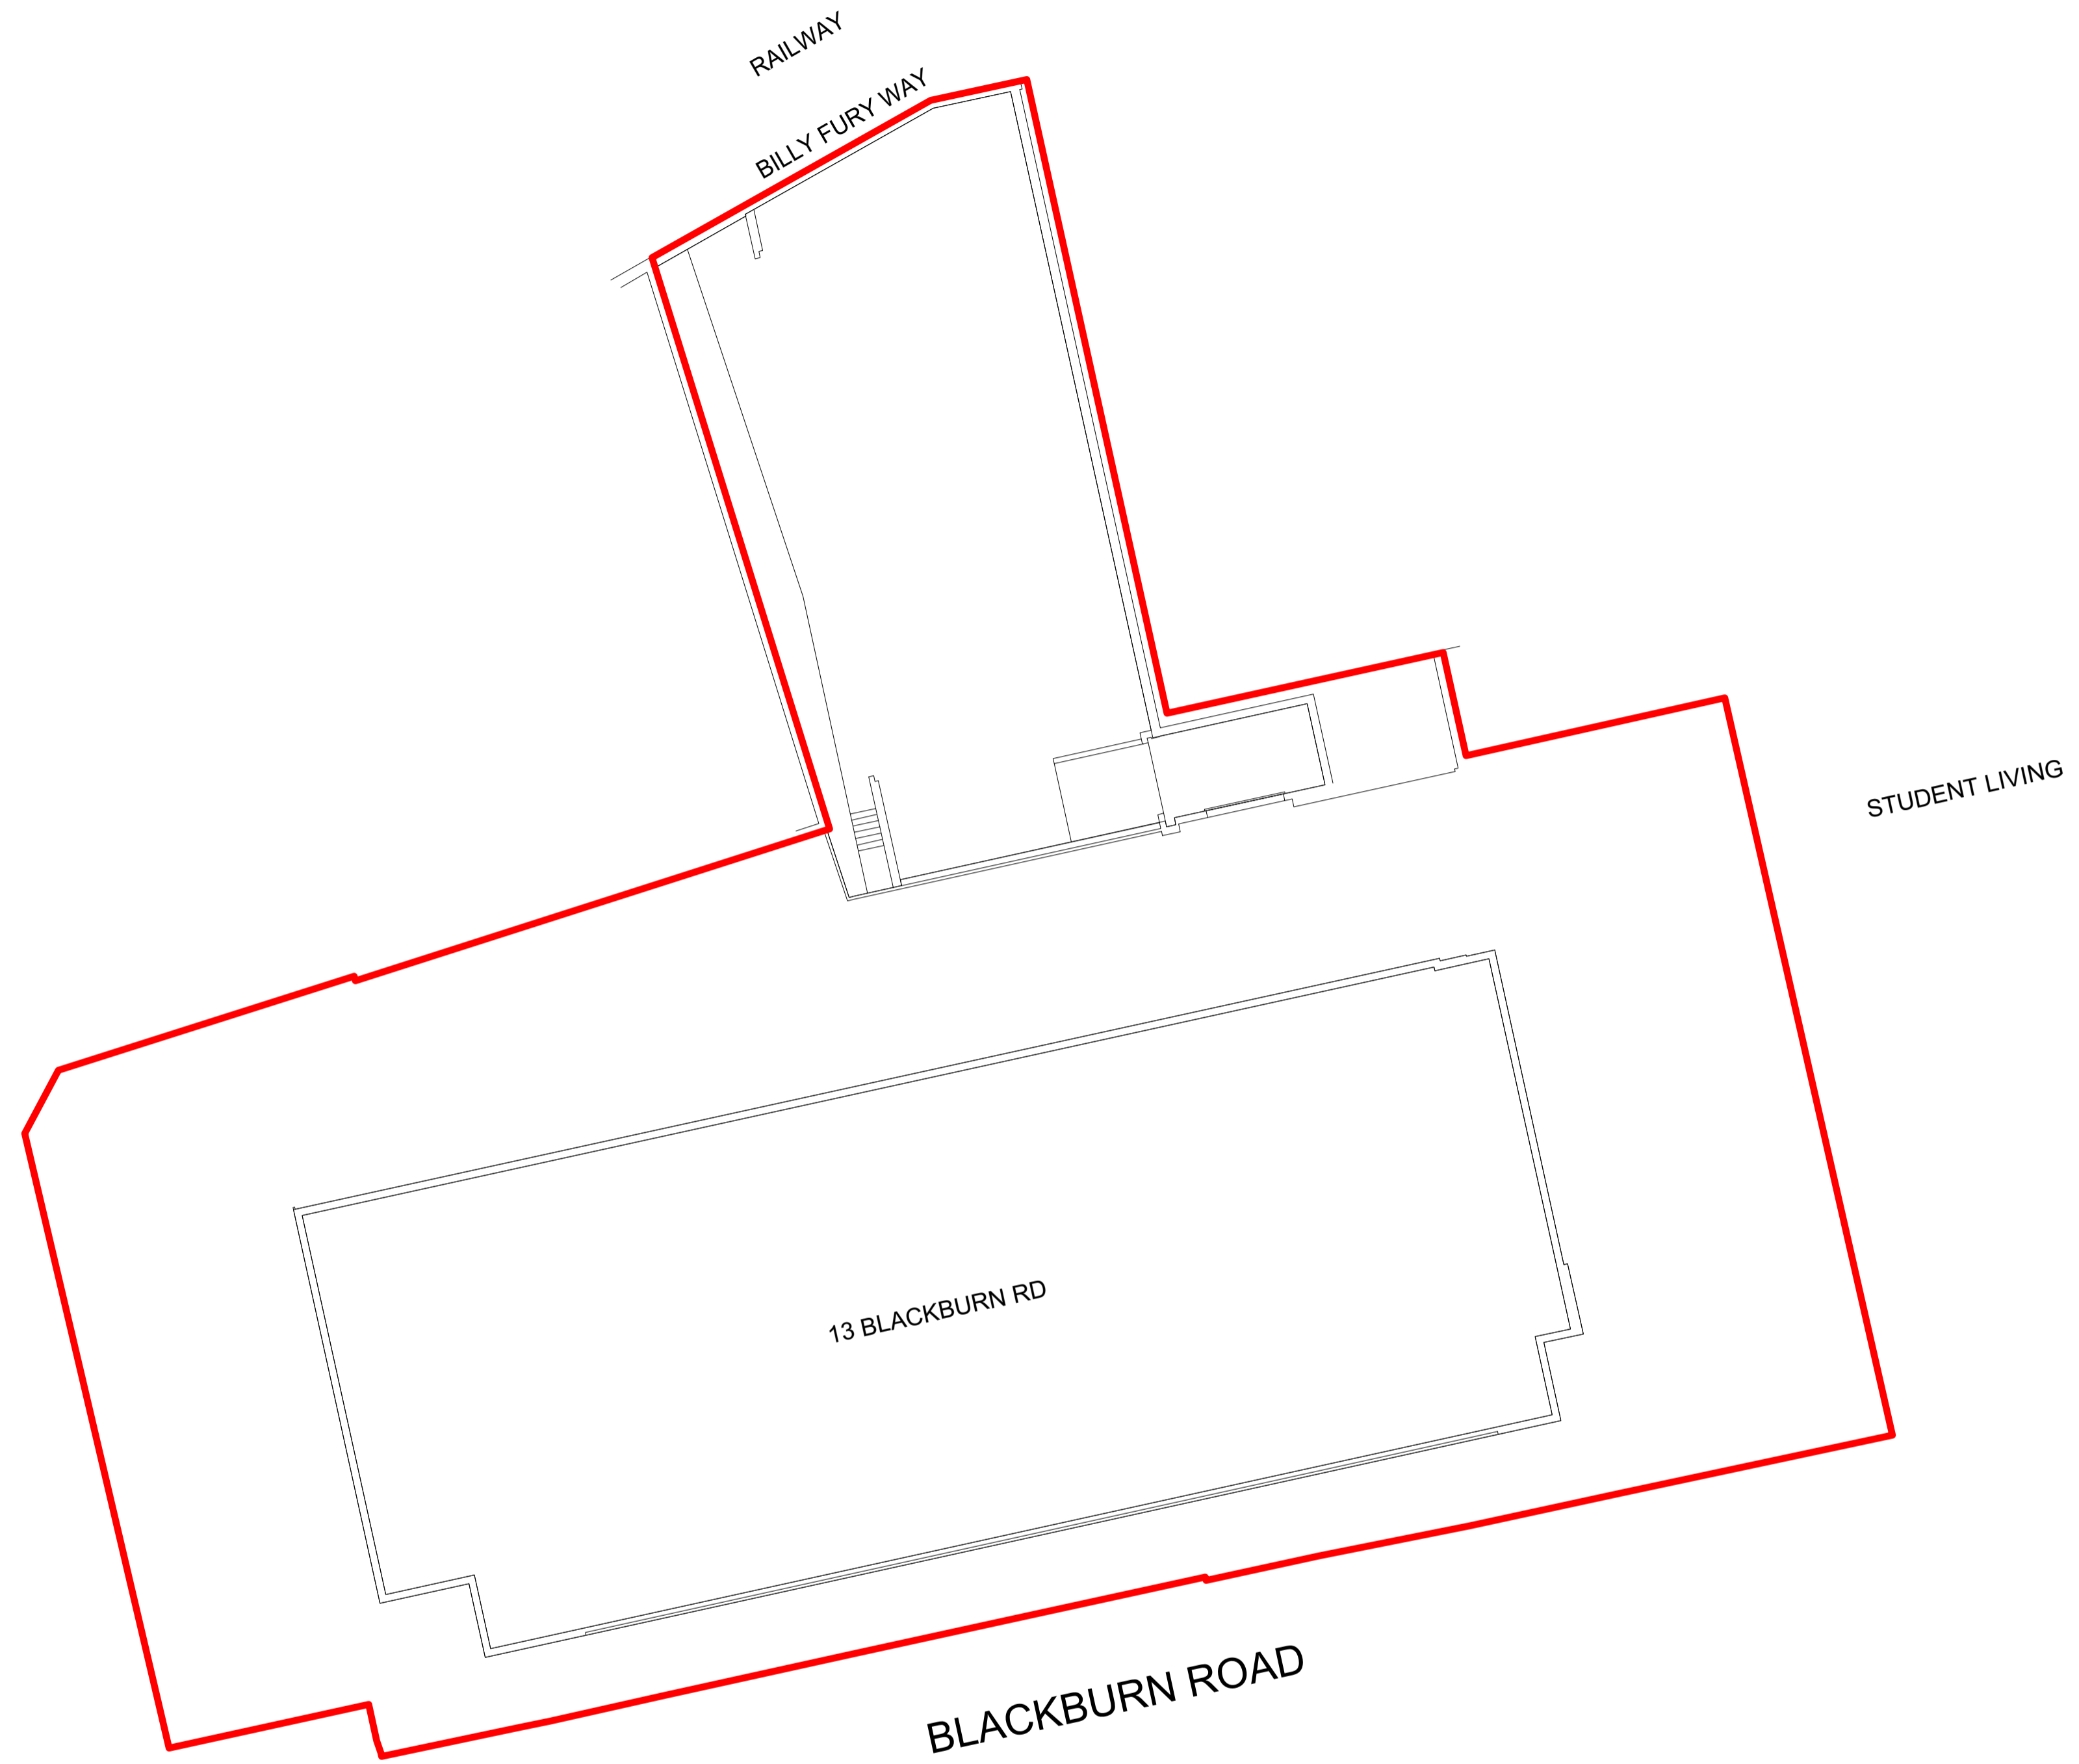 RAILWAY
BILLY FURY WAY
STUDENT LIVING
13 BLACKBURN RD
BLACKBURN ROAD